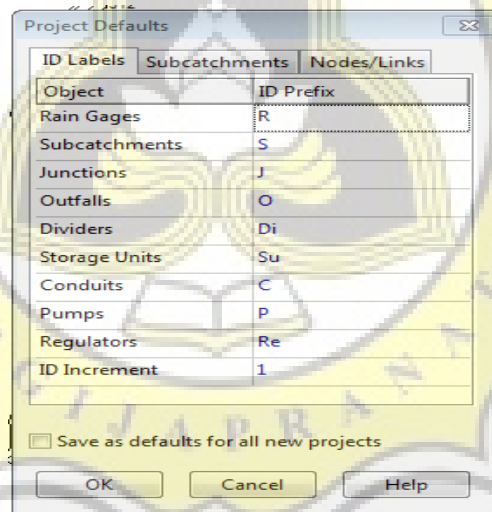 Project Defaults
ID Labels Subcatchments Nodes/Links
Object ID Prefix
Rain Gages R
Subcatchments S
Junctions J
Outfalls O
Dividers Di
Storage Units Su
Conduits C
Pumps P
Regulators Re
ID Increment 1
Save as defaults for all new projects
OK Cancel Help